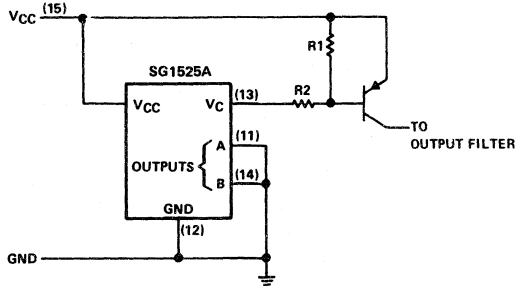 VCC (15)
R1
SG1525A
VCC
VC
(13)
R2
(11)
A
OUTPUTS
B
(14)
TO
OUTPUT FILTER
GND
(12)
GND